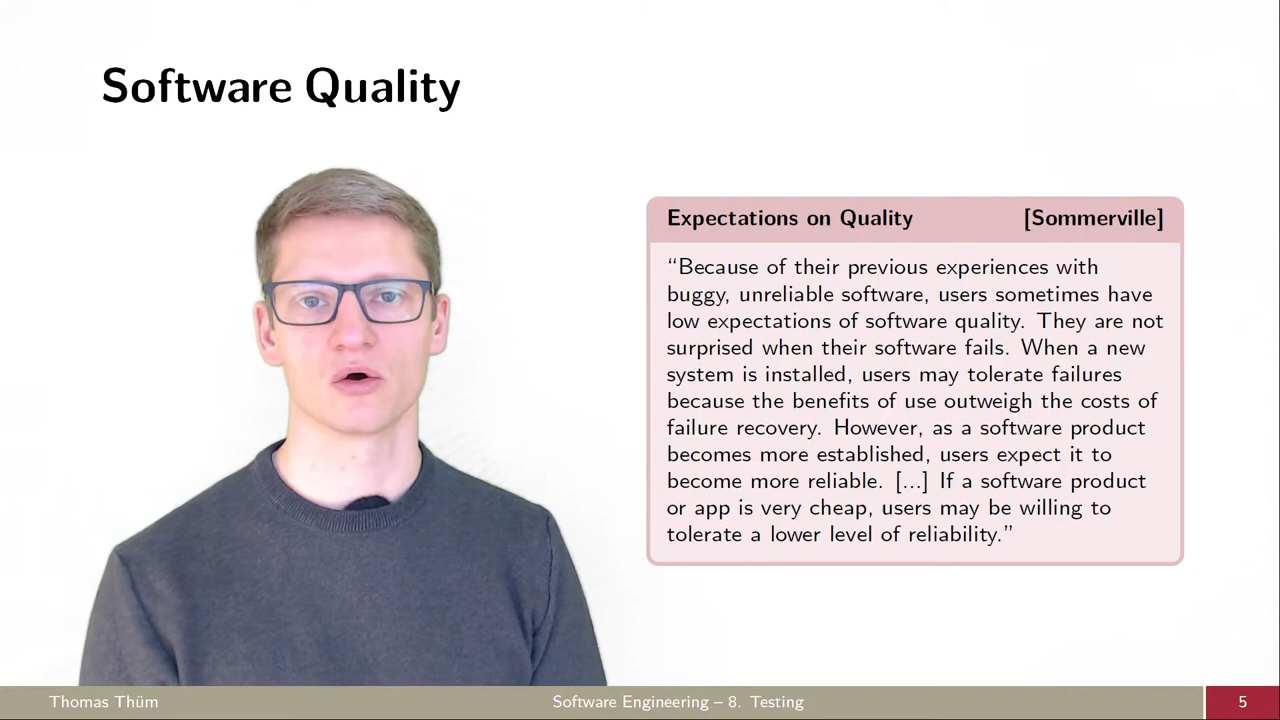 Software Quality
Expectations on Quality [Sommerville]
“Because of their previous experiences with
buggy, unreliable software, users sometimes have
low expectations of software quality. They are not
surprised when their software fails. When a new
system is installed, users may tolerate failures
because the benefits of use outweigh the costs of
failure recovery. However, as a software product
becomes more established, users expect it to
become more reliable. [...] If a software product
or app is very cheap, users may be willing to
tolerate a lower level of reliability.”
Thomas Thüm Software Engineering – 8. Testing 5